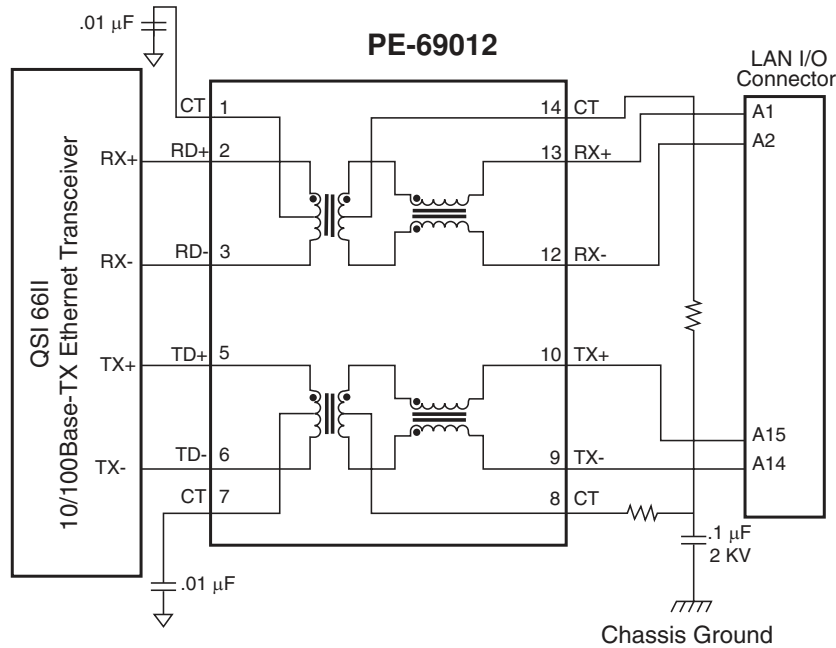 .01 µF
PE-69012
LAN I/O
Connector
QSI 66II
10/100Base-TX Ethernet Transceiver
CT 1
14 CT
A1
A2
RX+ RD+ 2
13 RX+
RX- RD- 3
12 RX-
TX+ TD+ 5
10 TX+
A15
TX- TD- 6
9 TX-
A14
CT 7
8 CT
.1 µF
2 KV
.01 µF
Chassis Ground